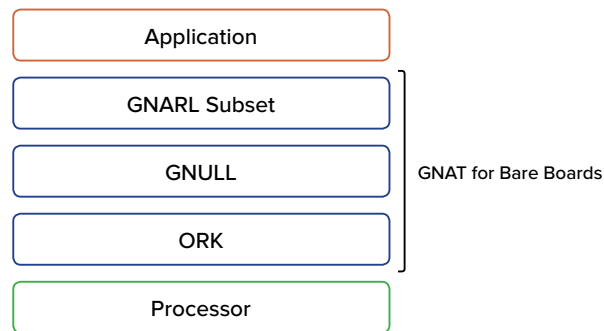 Application
GNARL Subset
GNULL
GNAT for Bare Boards
ORK
Processor